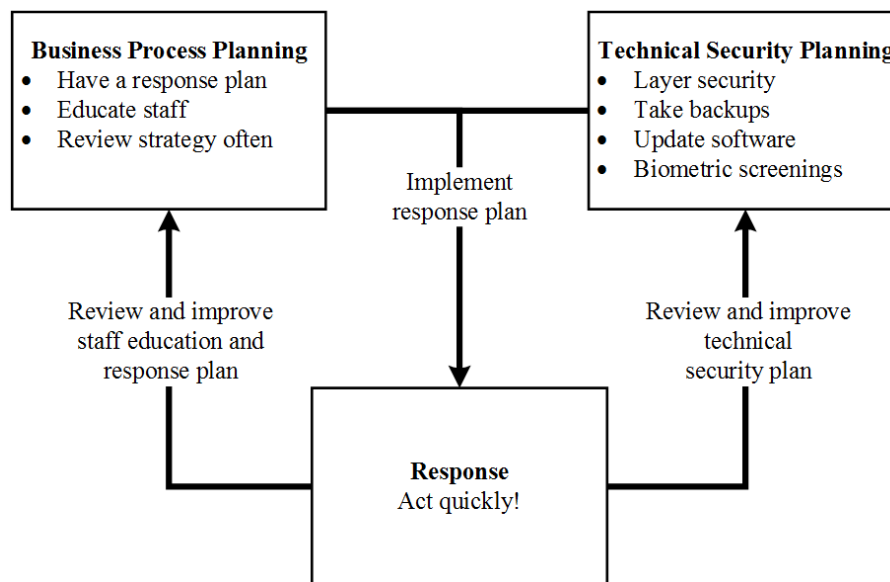 Business Process Planning
• Have a response plan
• Educate staff
• Review strategy often
Technical Security Planning
• Layer security
• Take backups
• Update software
• Biometric screenings
Implement
response plan
Review and improve
staff education and
response plan
Review and improve
technical
security plan
Response
Act quickly!